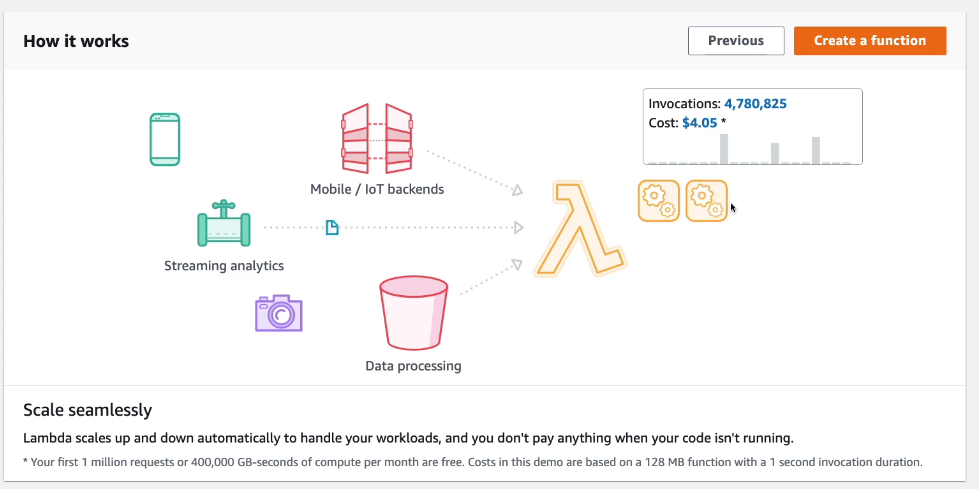 How it works
Previous
Create a function
Invocations: 4,780,825
Cost: $4.05 *
Mobile / IoT backends
Streaming analytics
Data processing
Scale seamlessly
Lambda scales up and down automatically to handle your workloads, and you don't pay anything when your code isn't running.
* Your first 1 million requests or 400,000 GB-seconds of compute per month are free. Costs in this demo are based on a 128 MB function with a 1 second invocation duration.